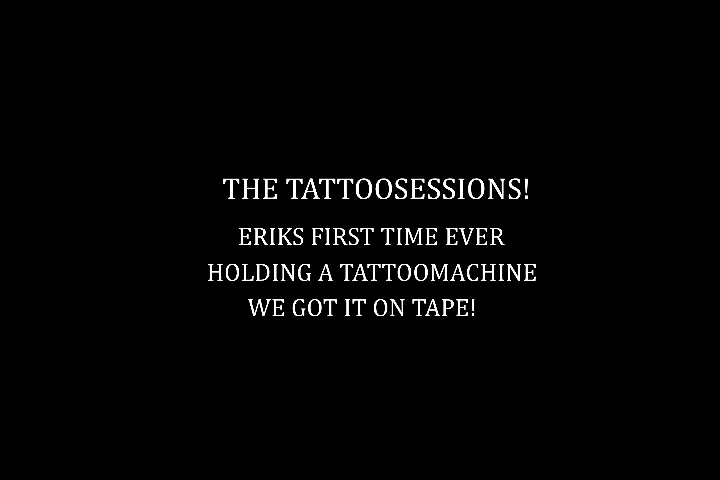 THE TATTOOSESSIONS!
ERIKS FIRST TIME EVER
HOLDING A TATTOOMACHINE
WE GOT IT ON TAPE!